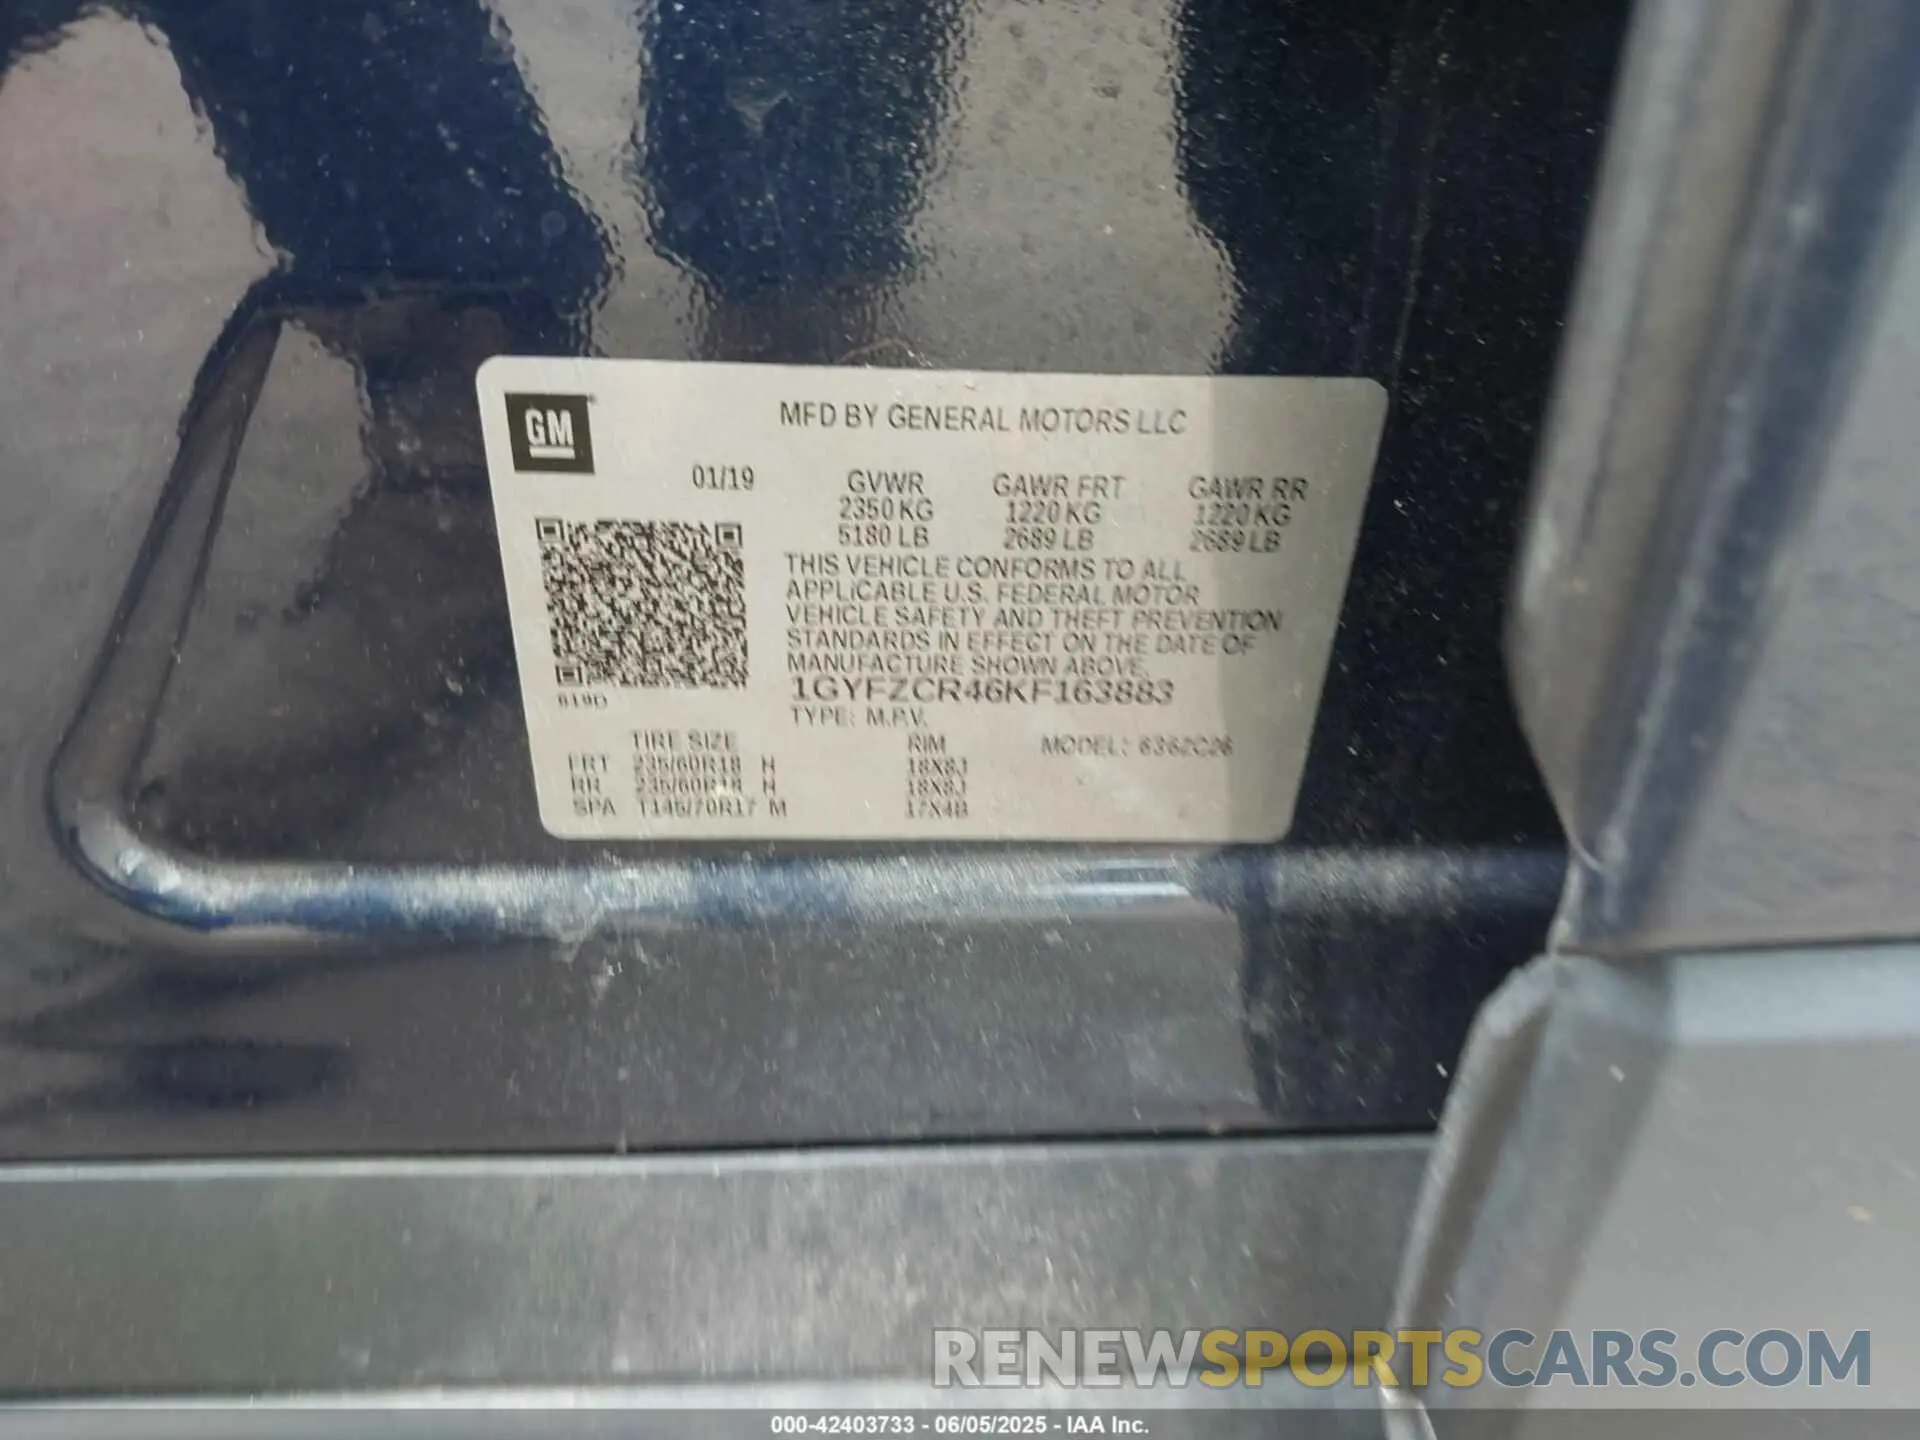 GM
MFD BY GENERAL MOTORS LLC
01/19
GVWR GAWR FRT GAWR RR
2350 KG 1220 KG 1220 KG
5180 LB 2689 LB 2689 LB
THIS VEHICLE CONFORMS TO ALL
APPLICABLE U.S. FEDERAL MOTOR
VEHICLE SAFETY AND THEFT PREVENTION
STANDARDS IN EFFECT ON THE DATE OF
MANUFACTURE SHOWN ABOVE.
1GYFZCR46KF163883
619D
TYPE: M.P.V.
TIRE SIZE RIM MODEL: 6362C26
FRT 235/60R18 H 18X8J
RR 235/60R18 H 18X8J
SPA T145/70R17 M 17X4B
RENEWSPORTSCARS.COM
000-42403733 - 06/05/2025 - IAA Inc.